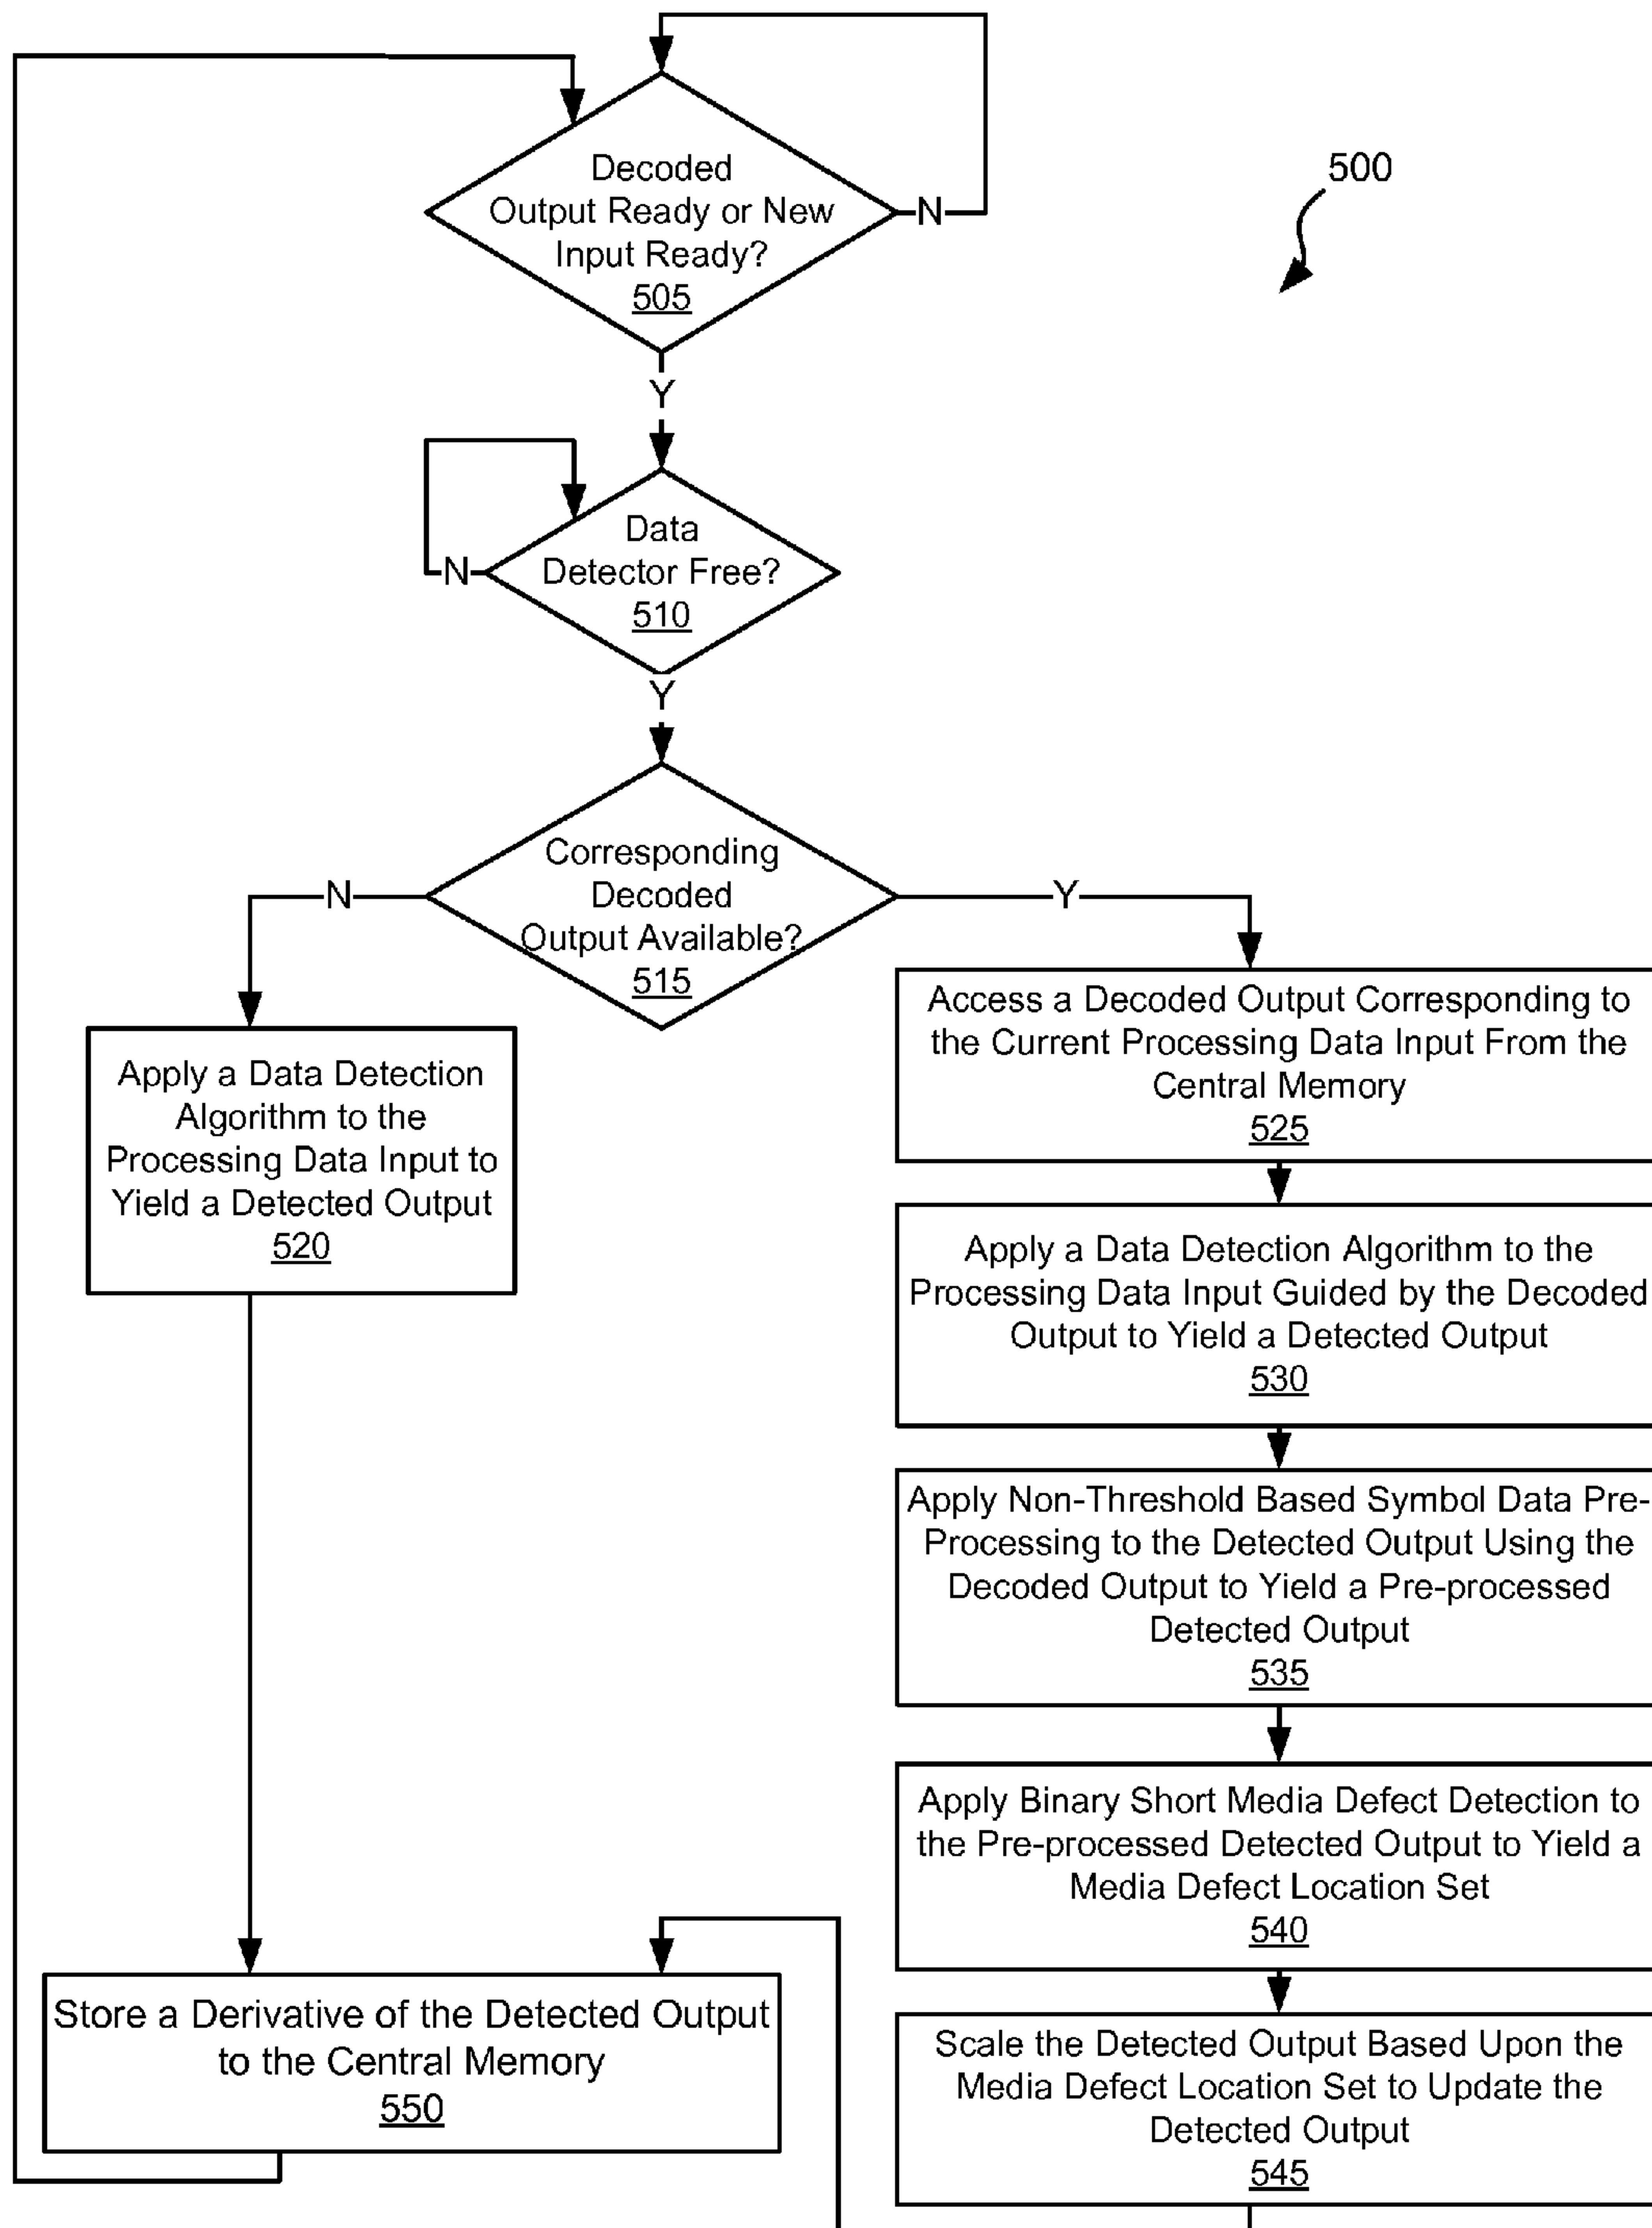 Decoded
Output Ready or New
Input Ready?
505
N
500
Y
Data
Detector Free?
510
N
Y
Corresponding
Decoded
Output Available?
515
N
Y
Apply a Data Detection
Algorithm to the
Processing Data Input to
Yield a Detected Output
520
Access a Decoded Output Corresponding to
the Current Processing Data Input From the
Central Memory
525
Apply a Data Detection Algorithm to the
Processing Data Input Guided by the Decoded
Output to Yield a Detected Output
530
Apply Non-Threshold Based Symbol Data Pre-
Processing to the Detected Output Using the
Decoded Output to Yield a Pre-processed
Detected Output
535
Apply Binary Short Media Defect Detection to
the Pre-processed Detected Output to Yield a
Media Defect Location Set
540
Store a Derivative of the Detected Output
to the Central Memory
550
Scale the Detected Output Based Upon the
Media Defect Location Set to Update the
Detected Output
545